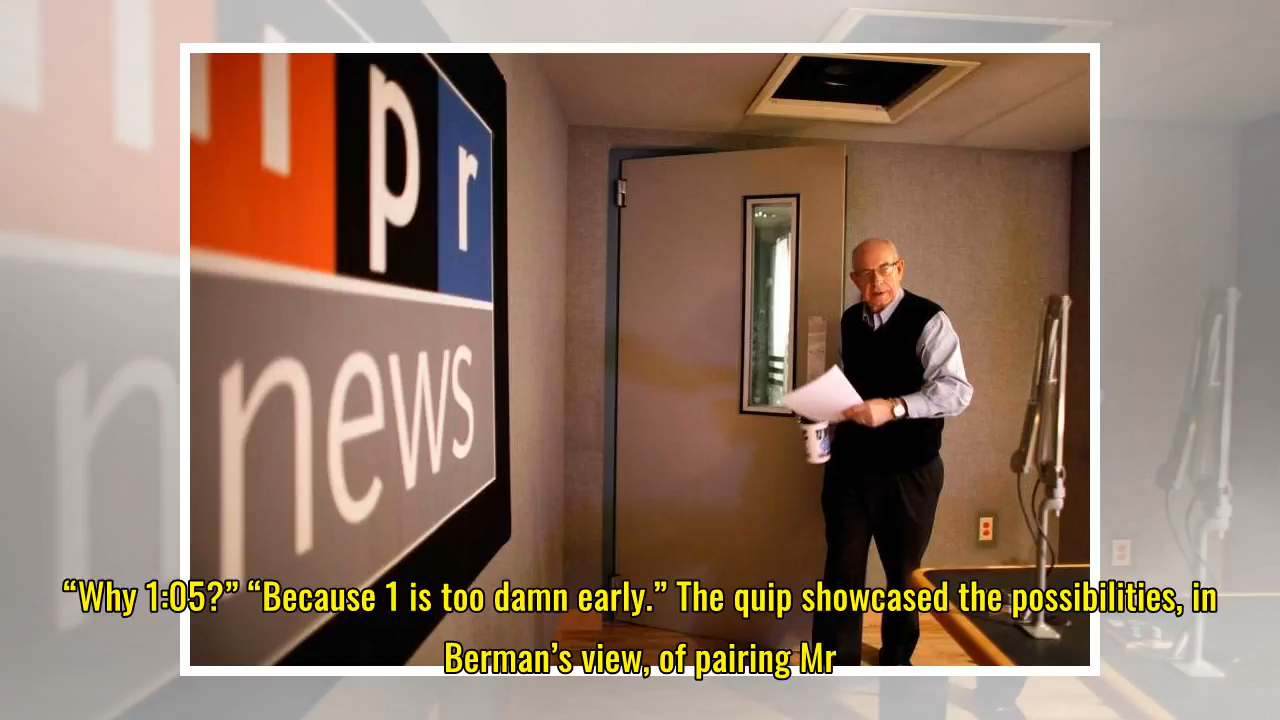 n p r
news
“Why 1:05?” “Because 1 is too damn early.” The quip showcased the possibilities, in
Berman’s view, of pairing Mr